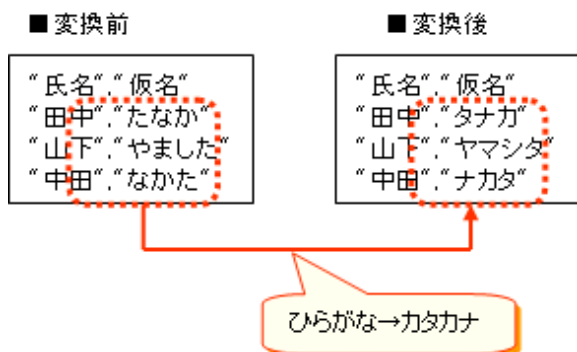 ■変換前
"氏名","仮名"
"田中","たなか"
"山下","やました"
"中田","なかた"
■変換後
"氏名","仮名"
"田中","タナカ"
"山下","ヤマシタ"
"中田","ナカタ"
ひらがな→カタカナ